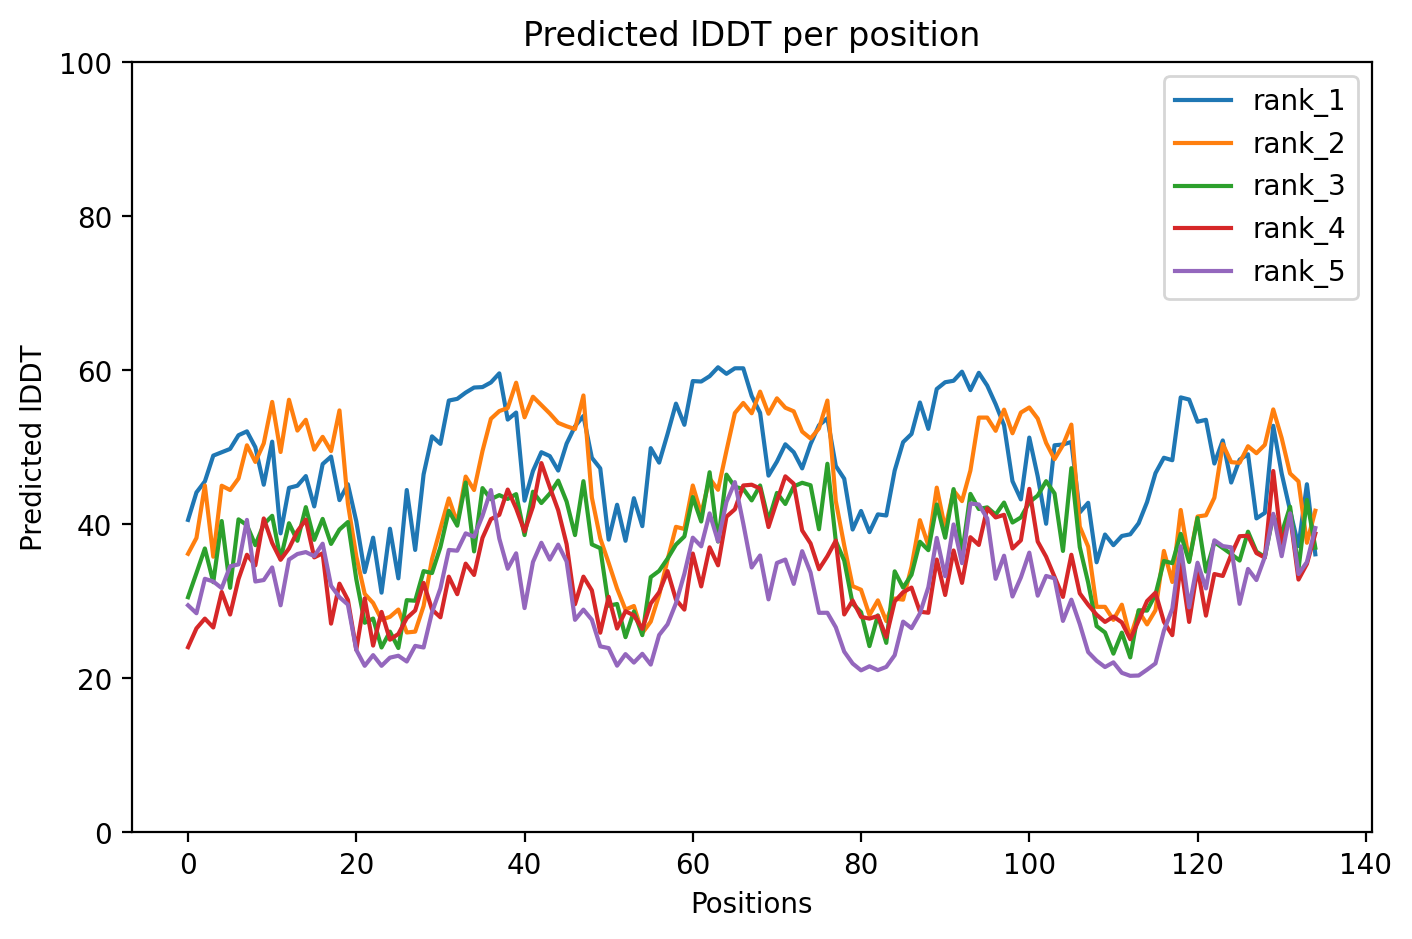 Predicted lDDT per position
100
80
60
40
20
0
Predicted lDDT
rank_1
rank_2
rank_3
rank_4
rank_5
0 20 40 60 80 100 120 140
Positions